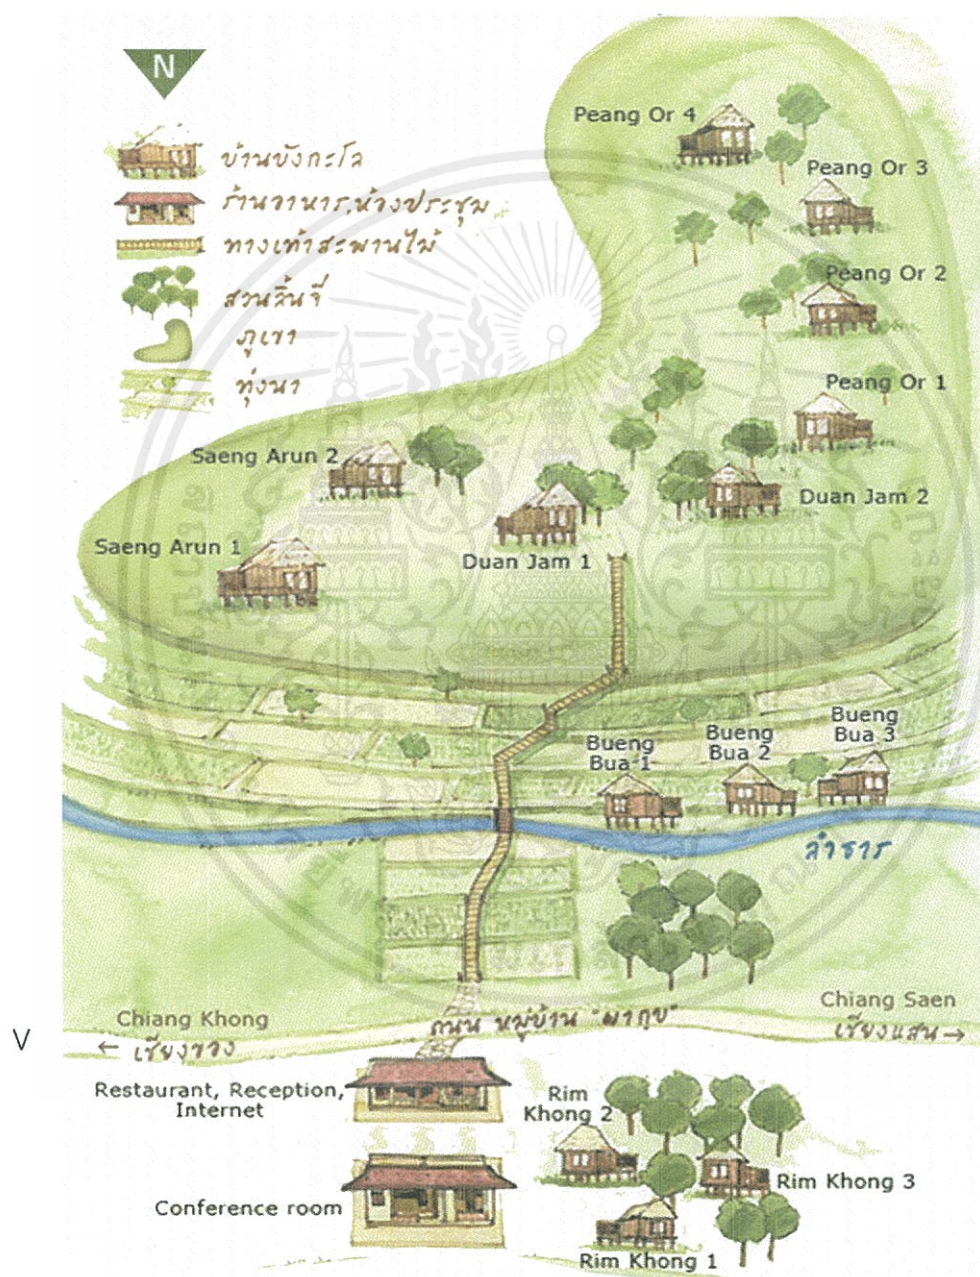 N
บ้านบังกะโล
ร้านอาหาร,ห้องประชุม
ทางเท้าสะพานไม้
สวนลิ้นจี่
ภูเขา
ทุ่งนา
Peang Or 4
Peang Or 3
Peang Or 2
Peang Or 1
Saeng Arun 2
Duan Jam 2
Saeng Arun 1
Duan Jam 1
Bueng
Bua 1
Bueng
Bua 2
Bueng
Bua 3
ลำธาร
Chiang Khong
← เชียงของ
ถนน หมู่บ้าน "ผากุบ"
Chiang Saen
เชียงแสน →
V
Restaurant, Reception,
Internet
Rim
Khong 2
Rim Khong 3
Conference room
Rim Khong 1